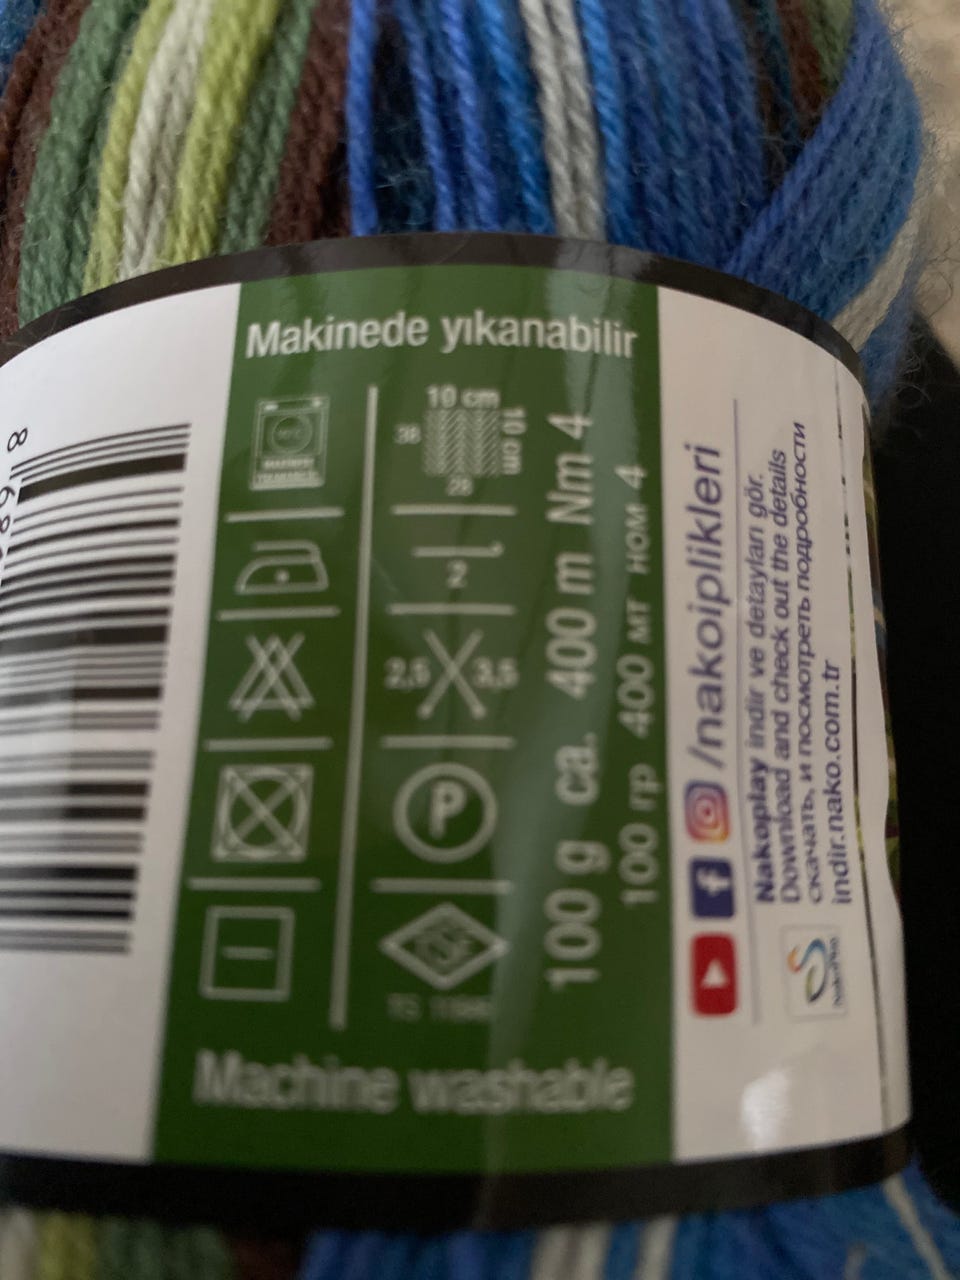 Makinede yıkanabilir
10 cm
10 cm
38
28
2
2,5 3,5
P
Machine washable
100 g ca. 400 m Nm 4
100 гр 400 мт НОМ 4
/nakoiplikleri
Nakoplay indir ve detayları gör.
Download and check out the details
скачать, и посмотреть подробности
indir.nako.com.tr
8